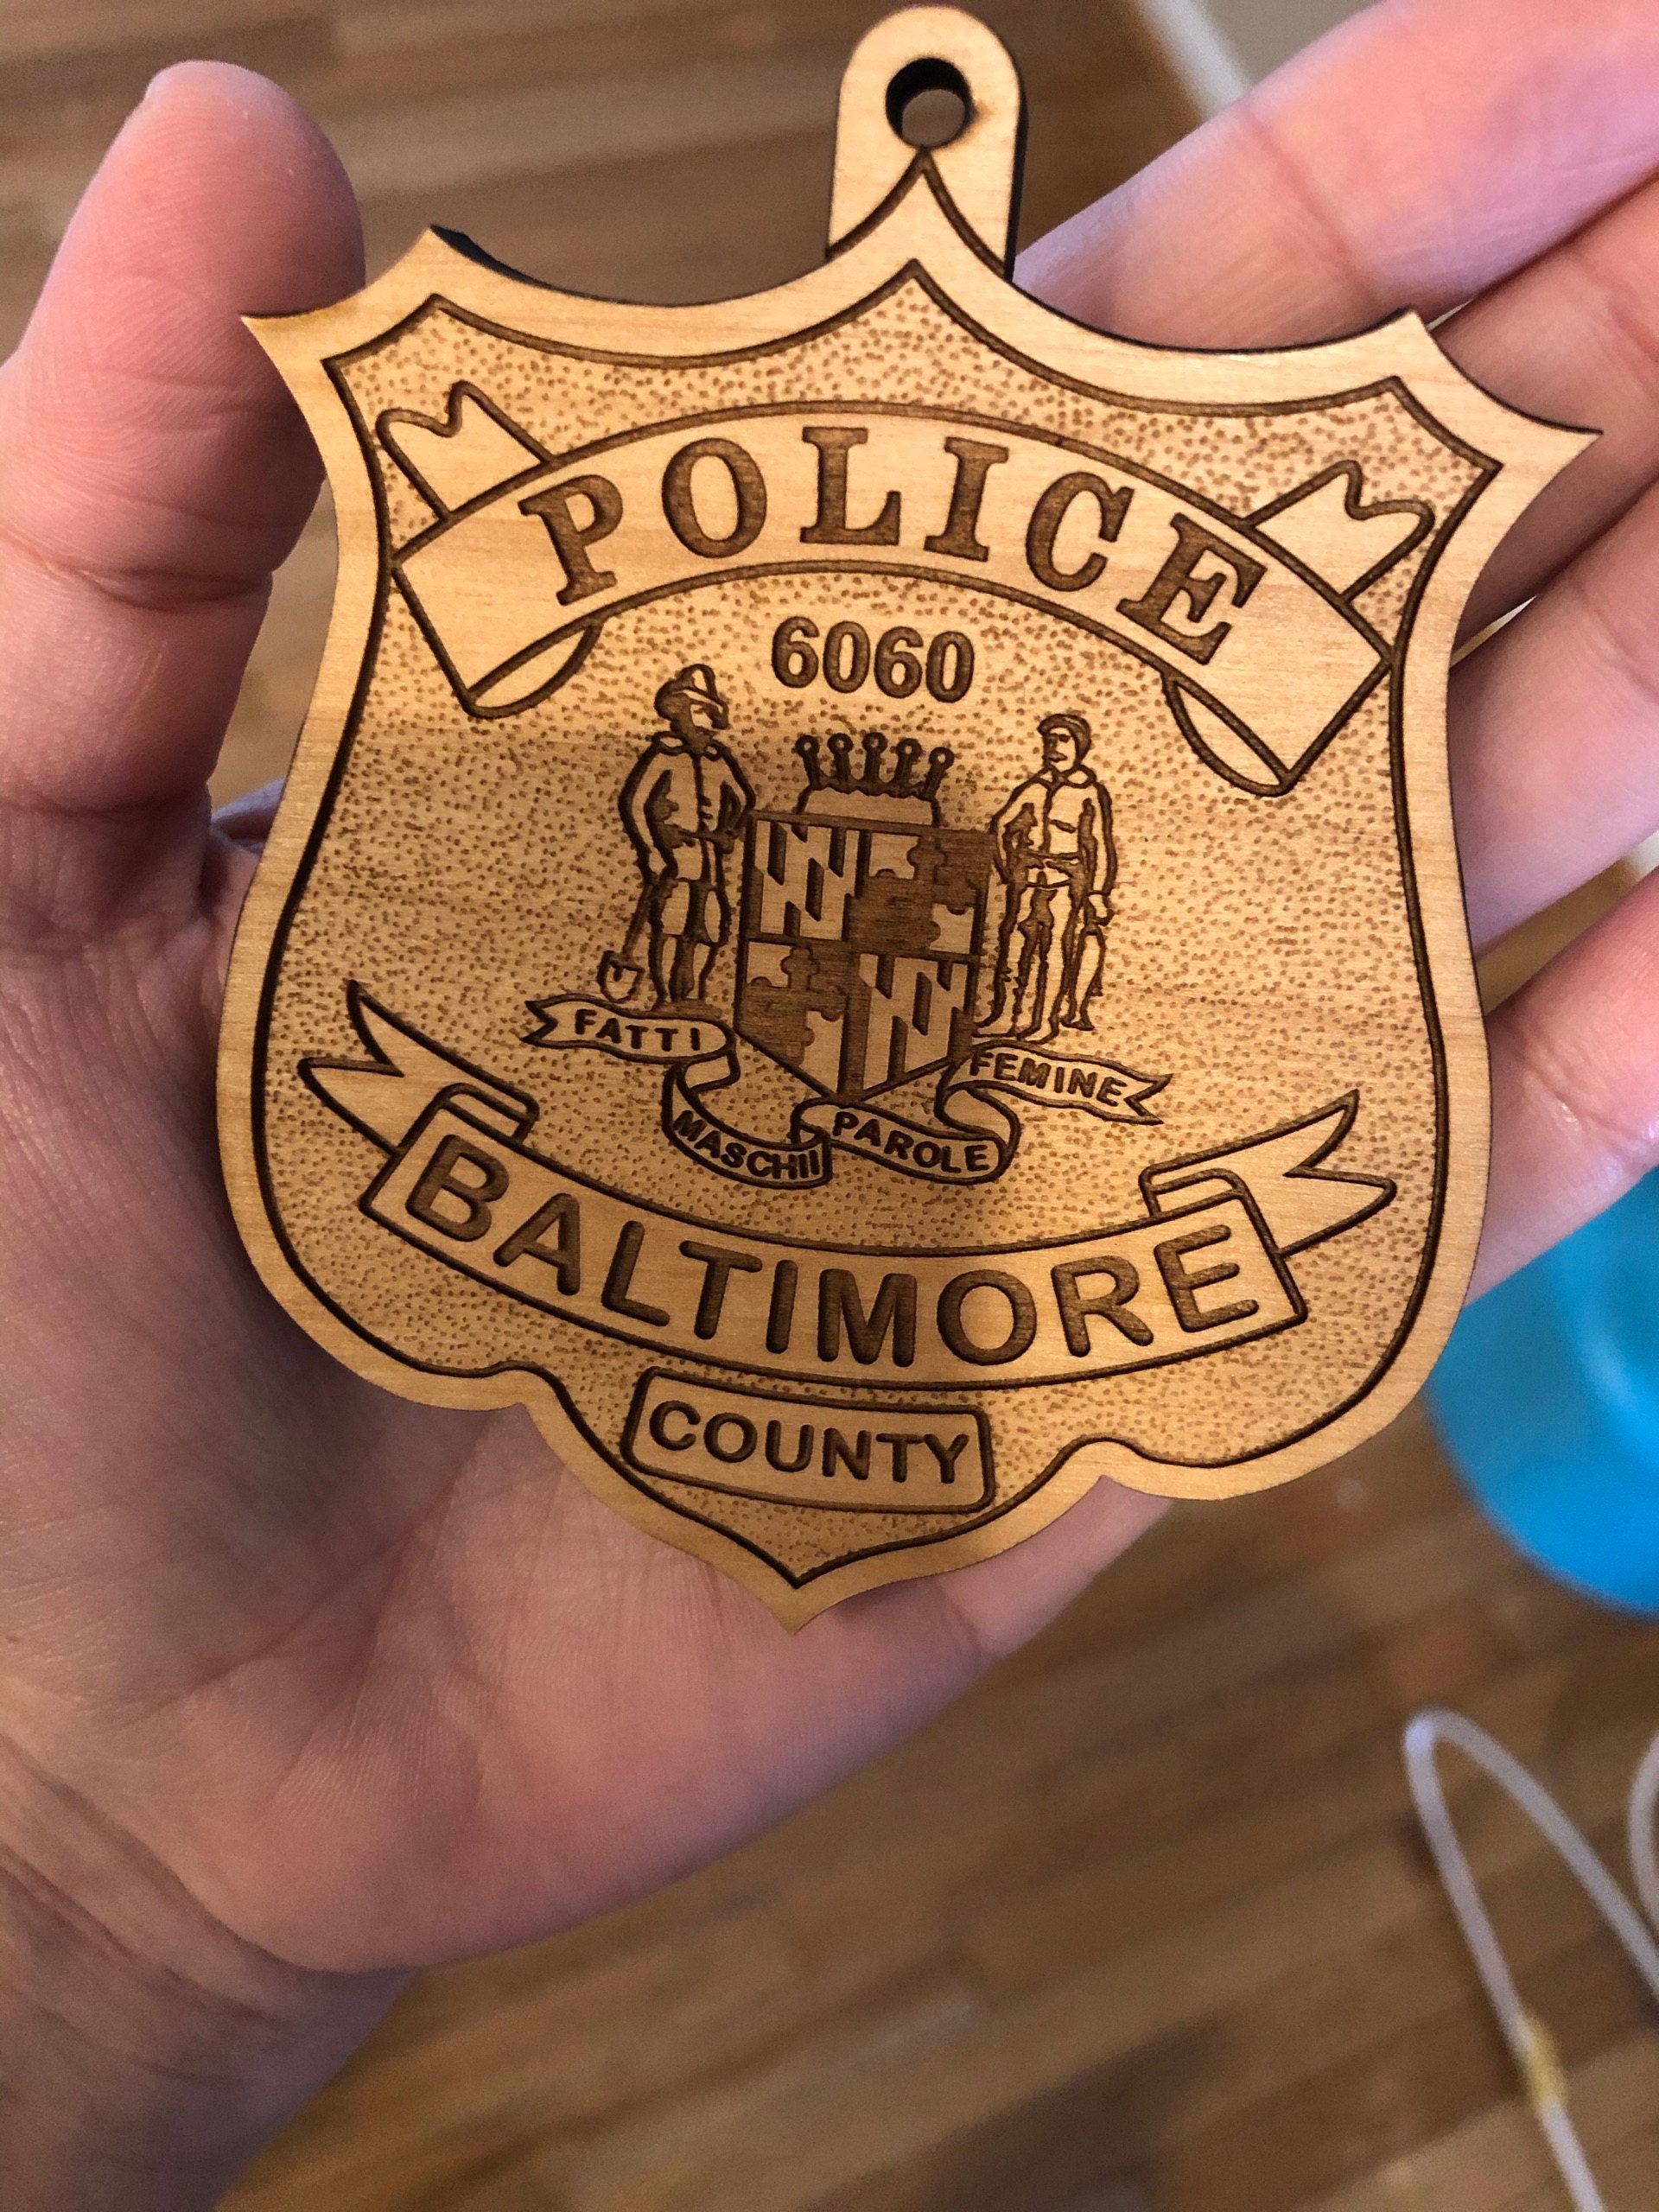 POLICE
6060
FATTI MASCHII PAROLE FEMINE
BALTIMORE
COUNTY